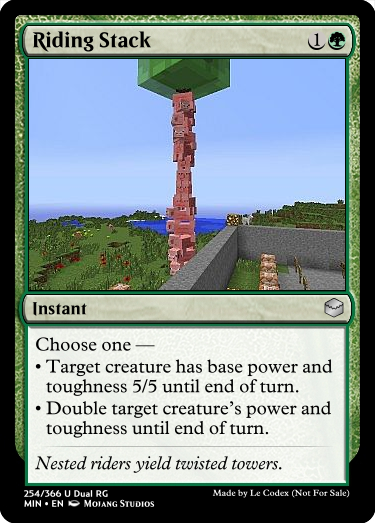 Riding Stack 1
Instant
Choose one —
• Target creature has base power and
toughness 5/5 until end of turn.
• Double target creature's power and
toughness until end of turn.
Nested riders yield twisted towers.
254/366 U Dual RG
Made by Le Codex (Not For Sale)
MIN • EN Mojang Studios